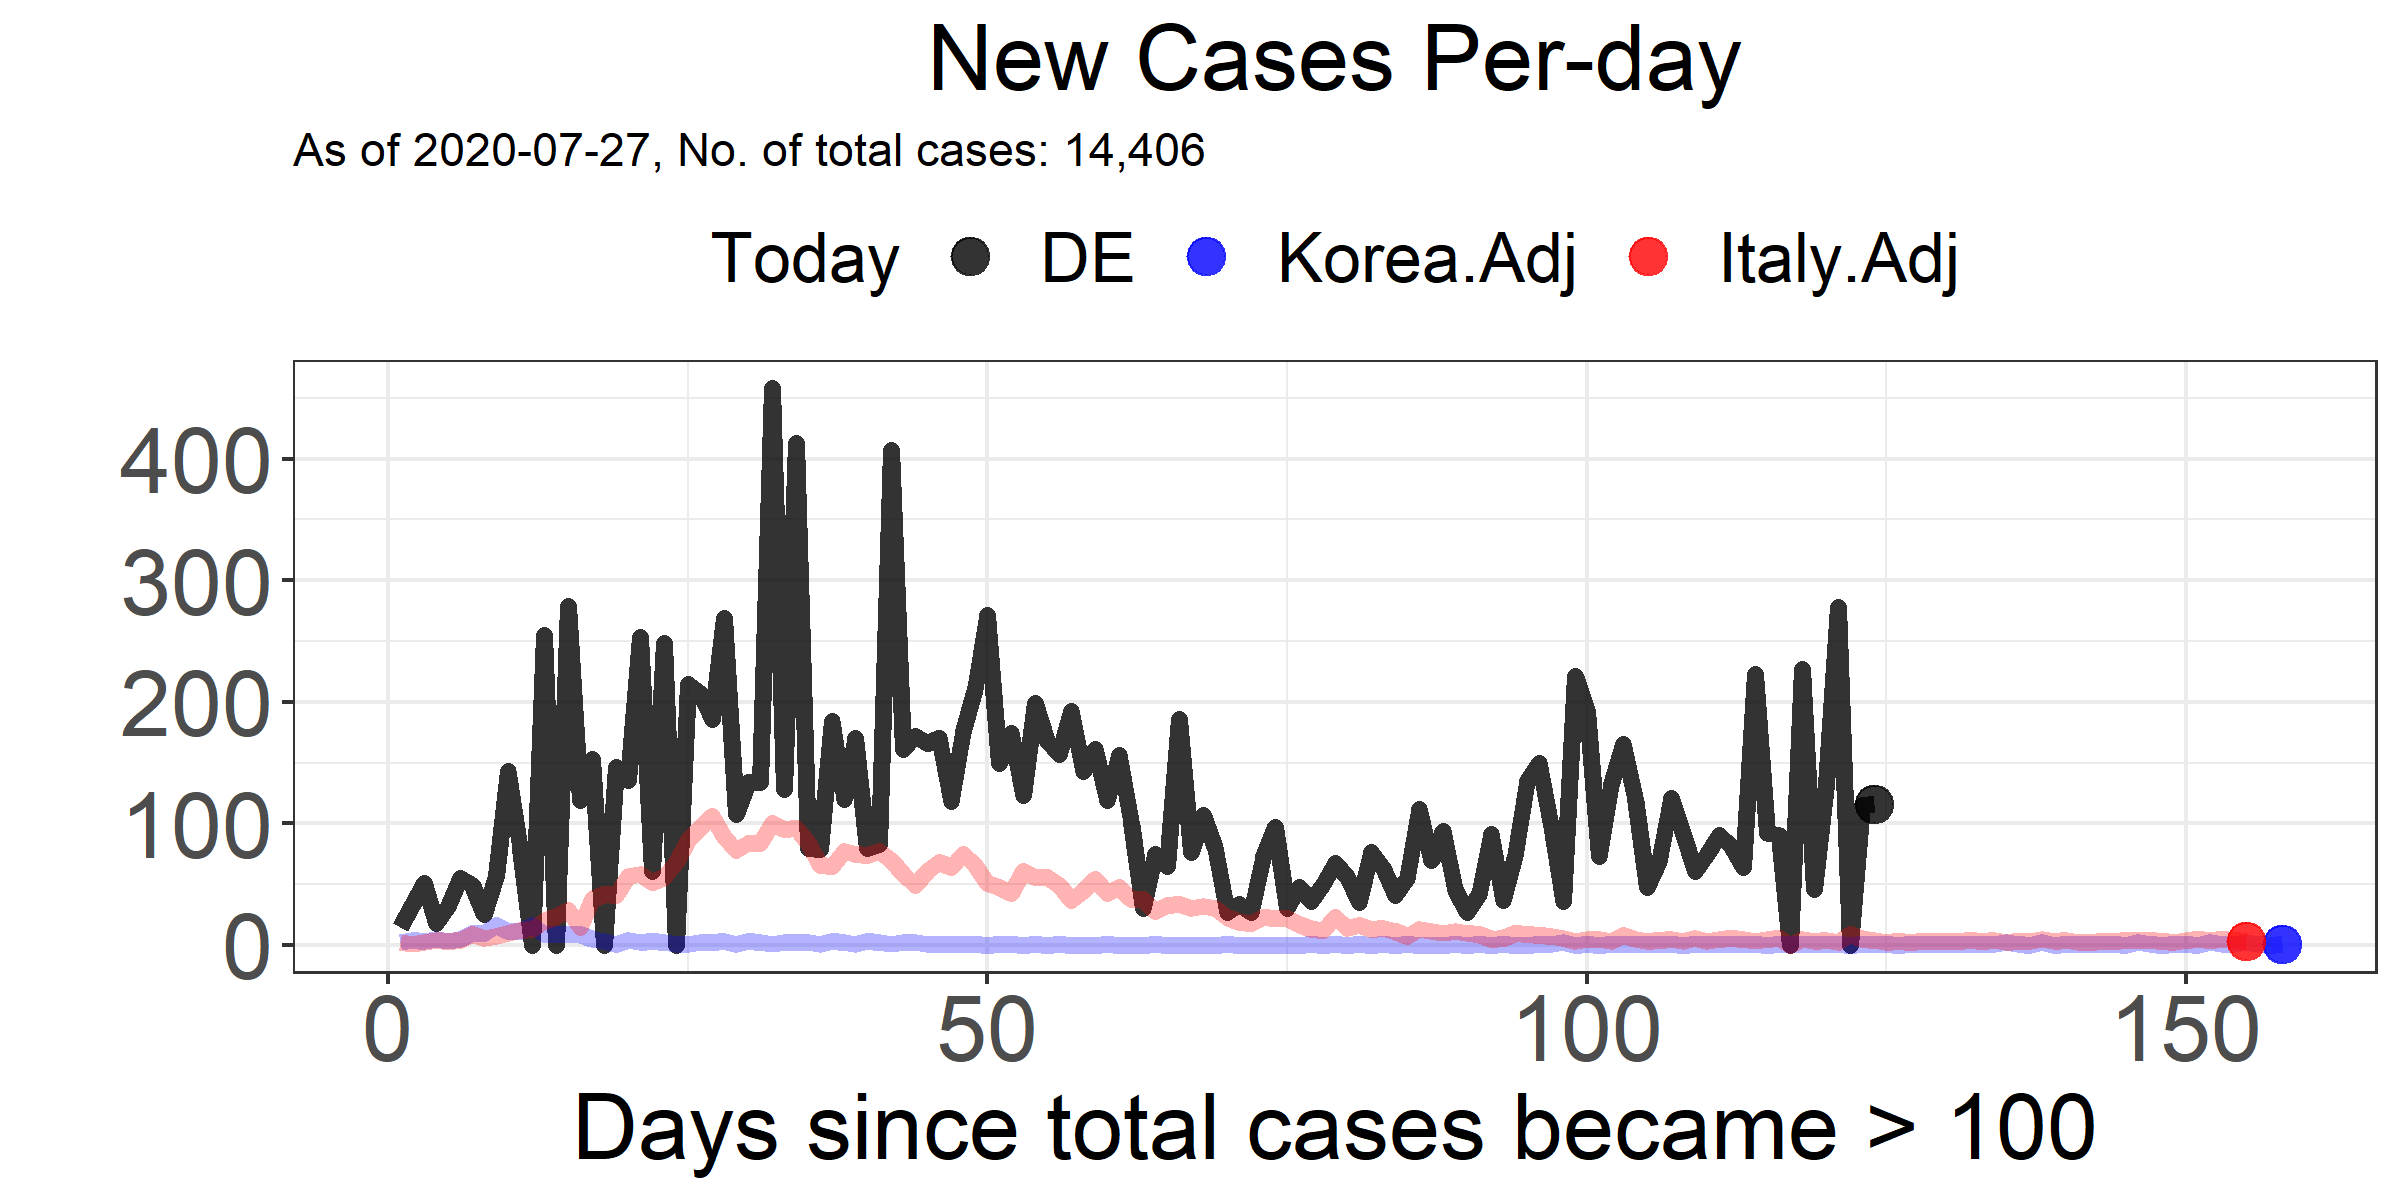 New Cases Per-day
As of 2020-07-27, No. of total cases: 14,406
Today DE Korea.Adj Italy.Adj
400
300
200
100
0
0 50 100 150
Days since total cases became > 100